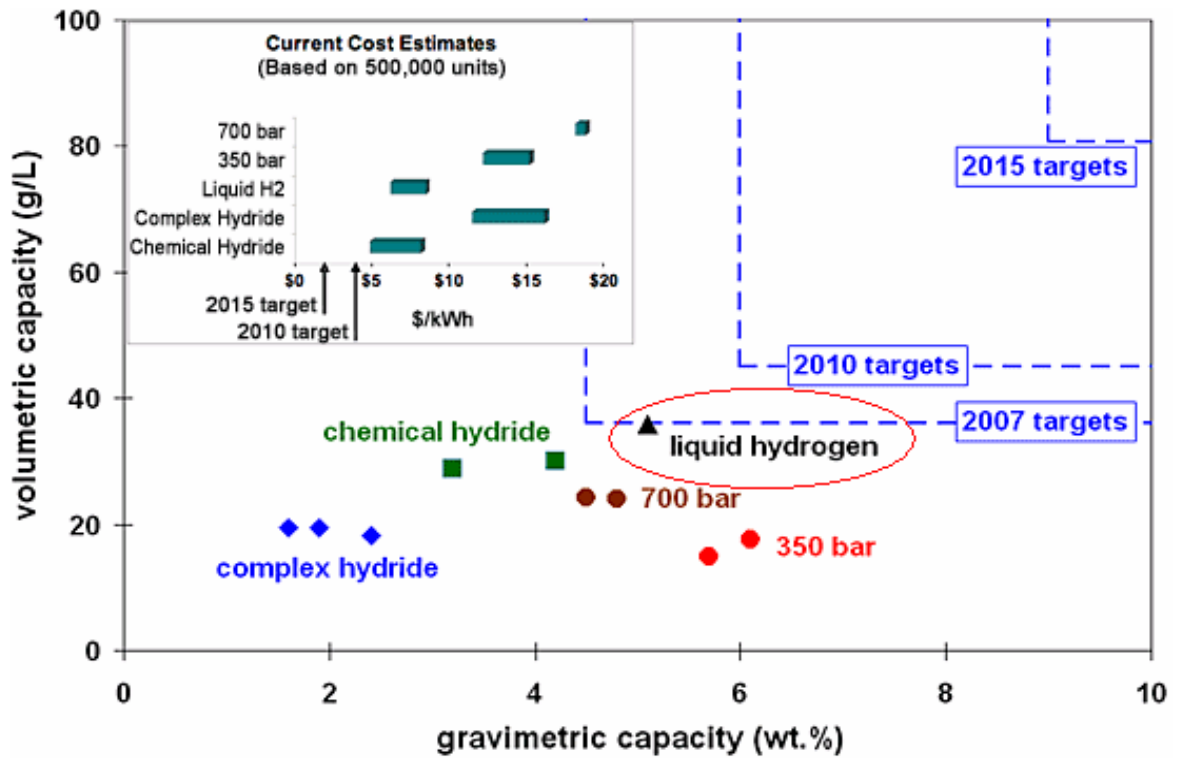 100
80
60
40
20
0
volumetric capacity (g/L)
Current Cost Estimates
(Based on 500,000 units)
700 bar
350 bar
Liquid H2
Complex Hydride
Chemical Hydride
$0 $5 $10 $15 $20
2015 target
2010 target
$/kWh
2015 targets
2010 targets
2007 targets
chemical hydride
liquid hydrogen
700 bar
350 bar
complex hydride
0 2 4 6 8 10
gravimetric capacity (wt.%)